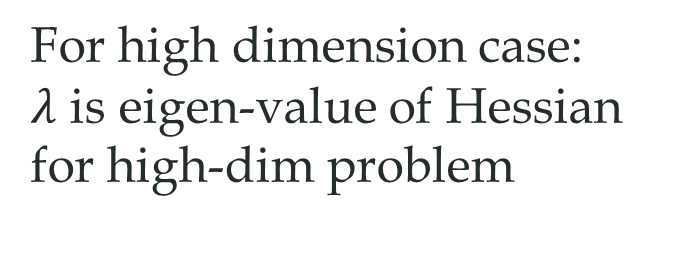 For high dimension case:
λ is eigen-value of Hessian
for high-dim problem